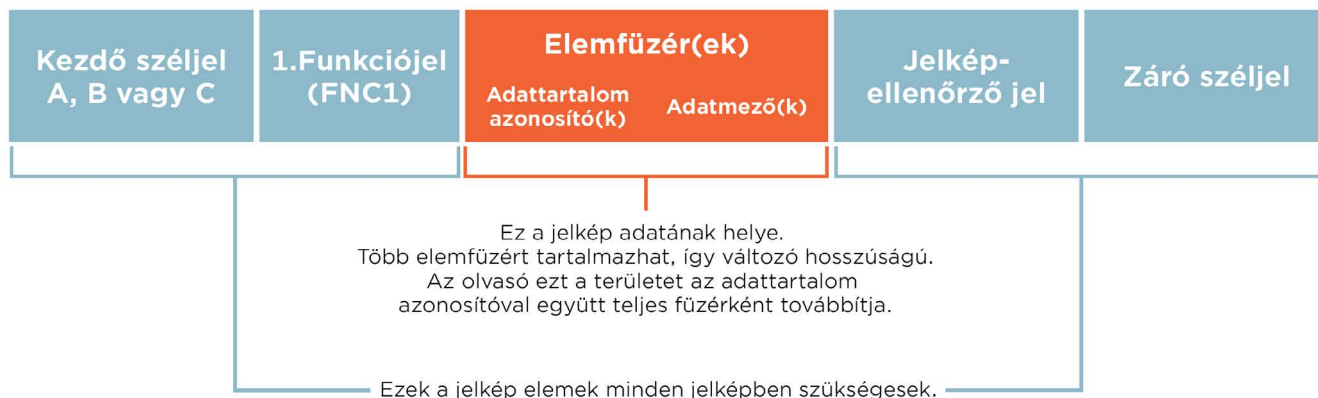 Kezdő széljel
A, B vagy C
1.Funkciójel
(FNC1)
Elemfüzér(ek)
Adattartalom
azonosító(k)
Adatmező(k)
Jelkép-
ellenőrző jel
Záró széljel
Ez a jelkép adatának helye.
Több elemfüzért tartalmazhat, így változó hosszúságú.
Az olvasó ezt a területet az adattartalom
azonosítóval együtt teljes füzérként továbbítja.
Ezek a jelkép elemek minden jelképben szükségesek.